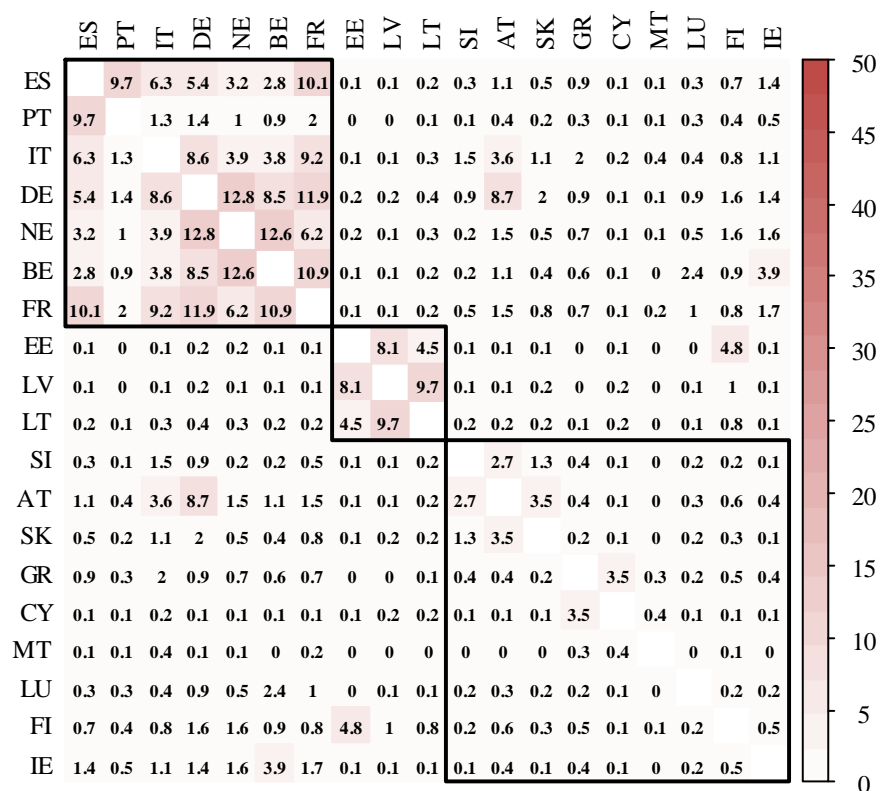 ES PT IT DE NE BE FR EE LV LT SI AT SK GR CY MT LU FI IE
ES 9.7 6.3 5.4 3.2 2.8 10.1 0.1 0.1 0.2 0.3 1.1 0.5 0.9 0.1 0.1 0.3 0.7 1.4
PT 9.7 1.3 1.4 1 0.9 2 0 0 0.1 0.1 0.4 0.2 0.3 0.1 0.1 0.3 0.4 0.5
IT 6.3 1.3 8.6 3.9 3.8 9.2 0.1 0.1 0.3 1.5 3.6 1.1 2 0.2 0.4 0.4 0.8 1.1
DE 5.4 1.4 8.6 12.8 8.5 11.9 0.2 0.2 0.4 0.9 8.7 2 0.9 0.1 0.1 0.9 1.6 1.4
NE 3.2 1 3.9 12.8 12.6 6.2 0.2 0.1 0.3 0.2 1.5 0.5 0.7 0.1 0.1 0.5 1.6 1.6
BE 2.8 0.9 3.8 8.5 12.6 10.9 0.1 0.1 0.2 0.2 1.1 0.4 0.6 0.1 0 2.4 0.9 3.9
FR 10.1 2 9.2 11.9 6.2 10.9 0.1 0.1 0.2 0.5 1.5 0.8 0.7 0.1 0.2 1 0.8 1.7
EE 0.1 0 0.1 0.2 0.2 0.1 0.1 8.1 4.5 0.1 0.1 0.1 0 0.1 0 0 4.8 0.1
LV 0.1 0 0.1 0.2 0.1 0.1 0.1 8.1 9.7 0.1 0.1 0.2 0 0.2 0 0.1 1 0.1
LT 0.2 0.1 0.3 0.4 0.3 0.2 0.2 4.5 9.7 0.2 0.2 0.2 0.1 0.2 0 0.1 0.8 0.1
SI 0.3 0.1 1.5 0.9 0.2 0.2 0.5 0.1 0.1 0.2 2.7 1.3 0.4 0.1 0 0.2 0.2 0.1
AT 1.1 0.4 3.6 8.7 1.5 1.1 1.5 0.1 0.1 0.2 2.7 3.5 0.4 0.1 0 0.3 0.6 0.4
SK 0.5 0.2 1.1 2 0.5 0.4 0.8 0.1 0.2 0.2 1.3 3.5 0.2 0.1 0 0.2 0.3 0.1
GR 0.9 0.3 2 0.9 0.7 0.6 0.7 0 0 0.1 0.4 0.4 0.2 3.5 0.3 0.2 0.5 0.4
CY 0.1 0.1 0.2 0.1 0.1 0.1 0.1 0.1 0.2 0.2 0.1 0.1 0.1 3.5 0.4 0.1 0.1 0.1
MT 0.1 0.1 0.4 0.1 0.1 0 0.2 0 0 0 0 0 0 0.3 0.4 0 0.1 0
LU 0.3 0.3 0.4 0.9 0.5 2.4 1 0 0.1 0.1 0.2 0.3 0.2 0.2 0.1 0 0.2 0.2
FI 0.7 0.4 0.8 1.6 1.6 0.9 0.8 4.8 1 0.8 0.2 0.6 0.3 0.5 0.1 0.1 0.2 0.5
IE 1.4 0.5 1.1 1.4 1.6 3.9 1.7 0.1 0.1 0.1 0.1 0.4 0.1 0.4 0.1 0 0.2 0.5
50
45
40
35
30
25
20
15
10
5
0